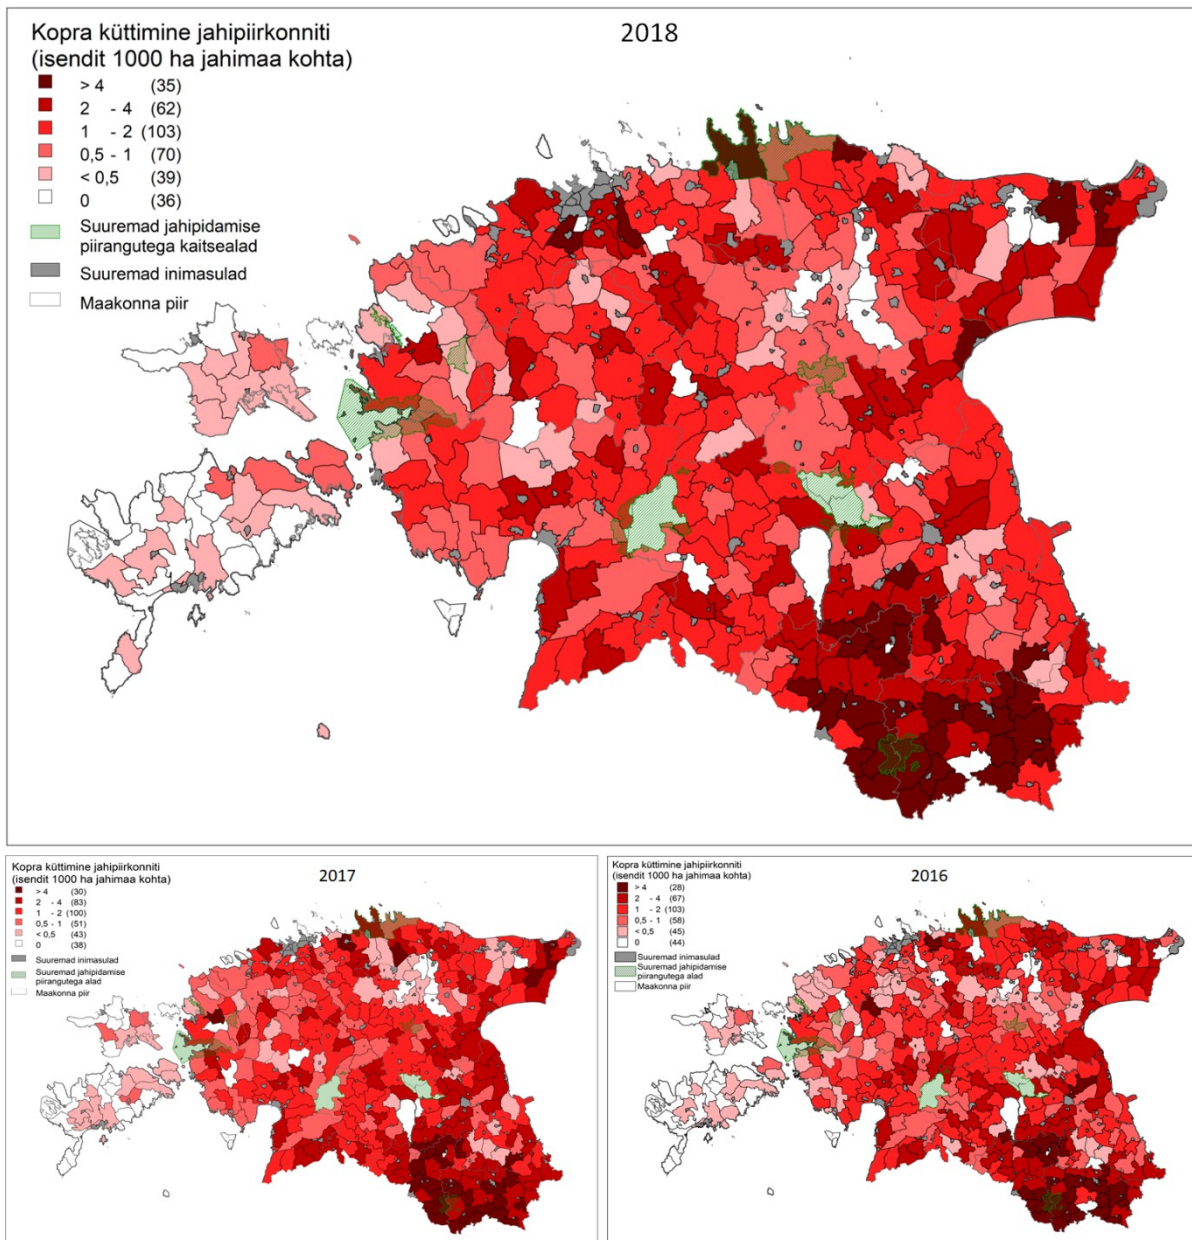 Kopra küttimine jahipiirkonniti
(isendit 1000 ha jahimaa kohta)
2018
> 4 (35)
2 - 4 (62)
1 - 2 (103)
0,5 - 1 (70)
< 0,5 (39)
0 (36)
Suuremad jahipidamise
piirangutega kaitsealad
Suuremad inimasulad
Maakonna piir
Kopra küttimine jahipiirkonniti
(isendit 1000 ha jahimaa kohta)
2017
> 4 (30)
2 - 4 (83)
1 - 2 (100)
0,5 - 1 (51)
< 0,5 (43)
0 (38)
Suuremad inimasulad
Suuremad jahipidamise
piirangutega alad
Maakonna piir
Kopra küttimine jahipiirkonniti
(isendit 1000 ha jahimaa kohta)
2016
> 4 (28)
2 - 4 (67)
1 - 2 (103)
0,5 - 1 (58)
< 0,5 (45)
0 (44)
Suuremad inimasulad
Suuremad jahipidamise
piirangutega alad
Maakonna piir